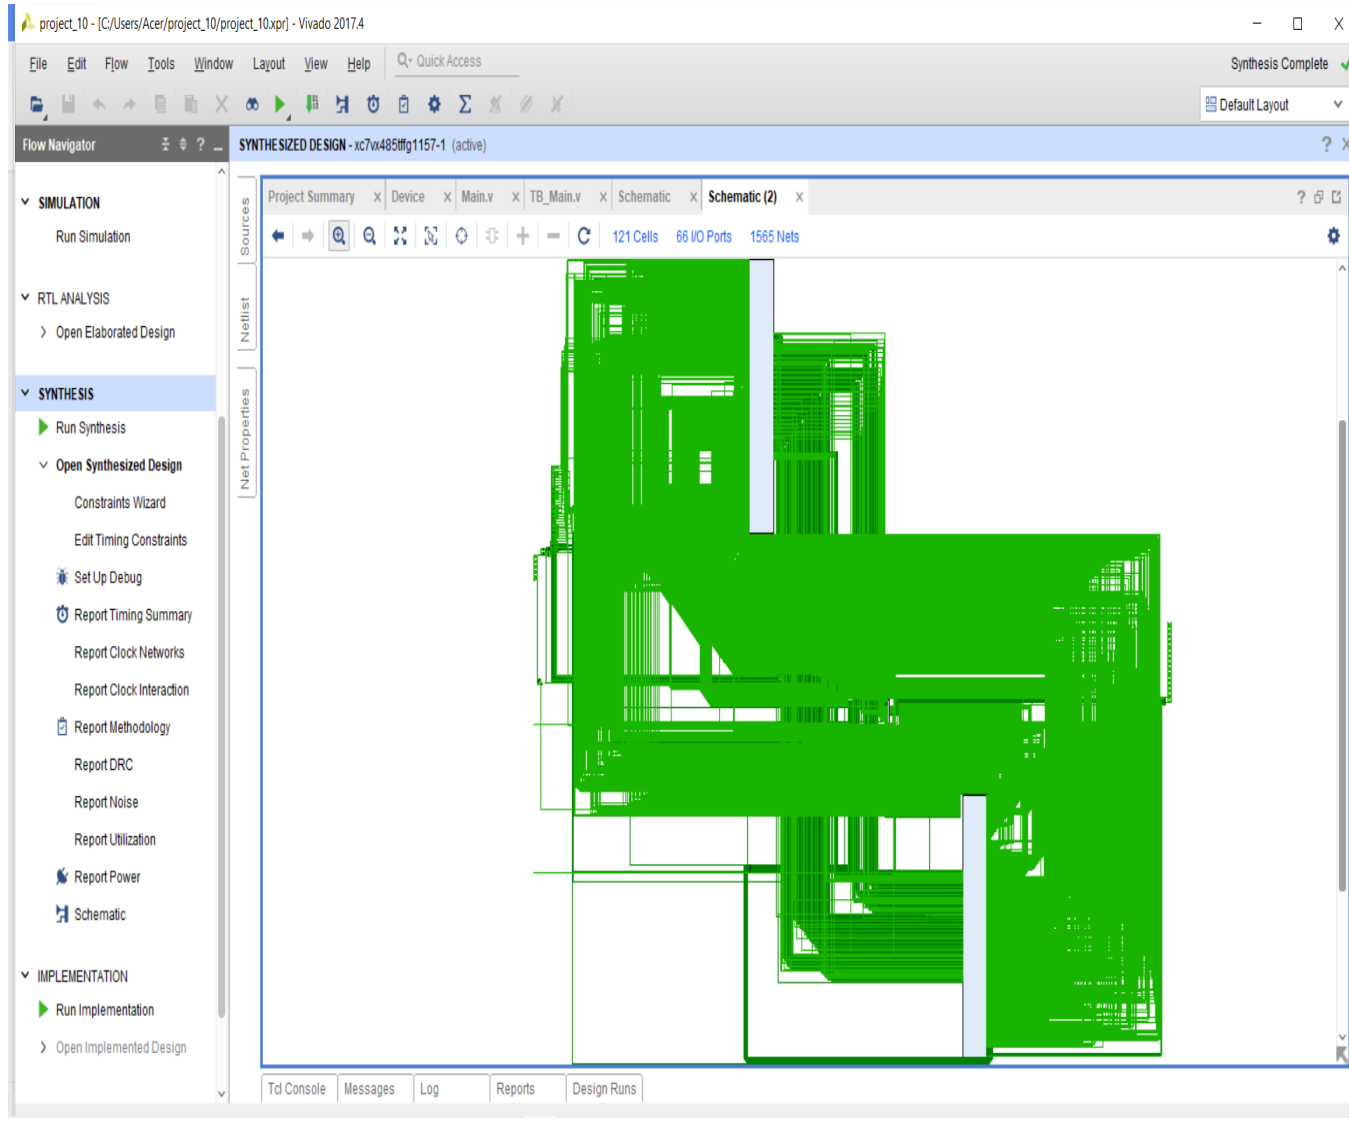 project_10 - [C:/Users/Acer/project_10/project_10.xpr] - Vivado 2017.4
File Edit Flow Tools Window Layout View Help Quick Access
Synthesis Complete
Default Layout
Flow Navigator
SYNTHESIZED DESIGN - xc7vx485tffg1157-1 (active)
SIMULATION
Run Simulation
RTL ANALYSIS
Open Elaborated Design
SYNTHESIS
Run Synthesis
Open Synthesized Design
Constraints Wizard
Edit Timing Constraints
Set Up Debug
Report Timing Summary
Report Clock Networks
Report Clock Interaction
Report Methodology
Report DRC
Report Noise
Report Utilization
Report Power
Schematic
IMPLEMENTATION
Run Implementation
Open Implemented Design
Sources
Netlist
Net Properties
Project Summary Device Main.v TB_Main.v Schematic Schematic (2)
121 Cells 66 I/O Ports 1565 Nets
Tcl Console Messages Log Reports Design Runs